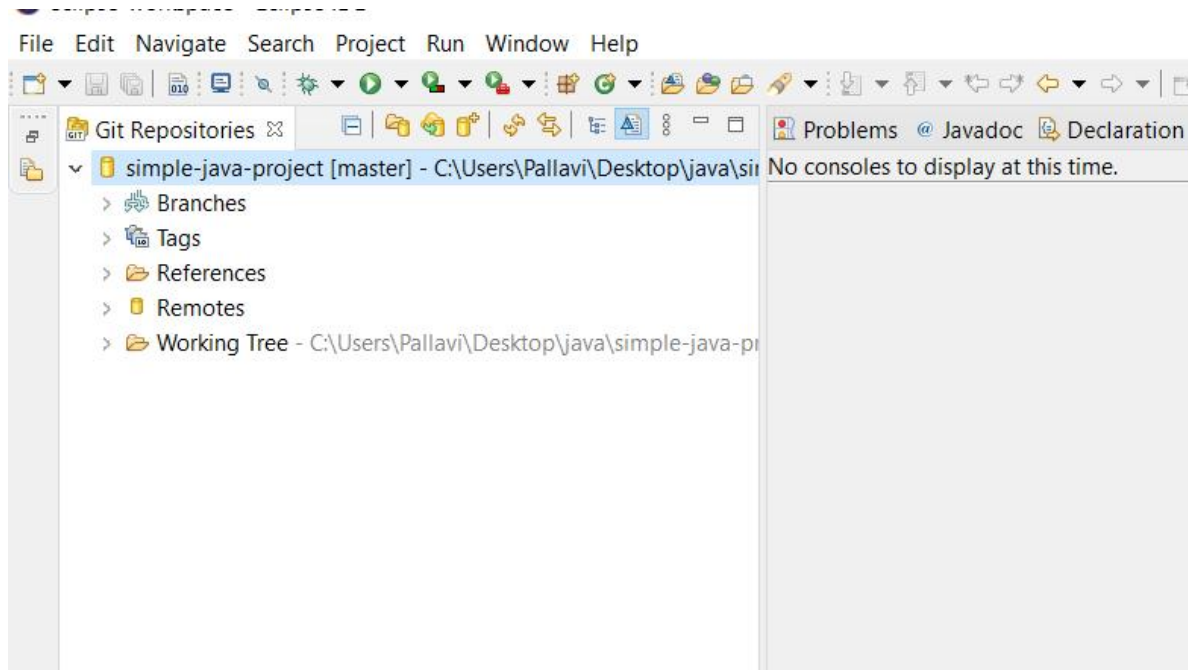 File Edit Navigate Search Project Run Window Help
Git Repositories
Problems @ Javadoc Declaration
simple-java-project [master] - C:\Users\Pallavi\Desktop\java\sir
No consoles to display at this time.
Branches
Tags
References
Remotes
Working Tree - C:\Users\Pallavi\Desktop\java\simple-java-pr